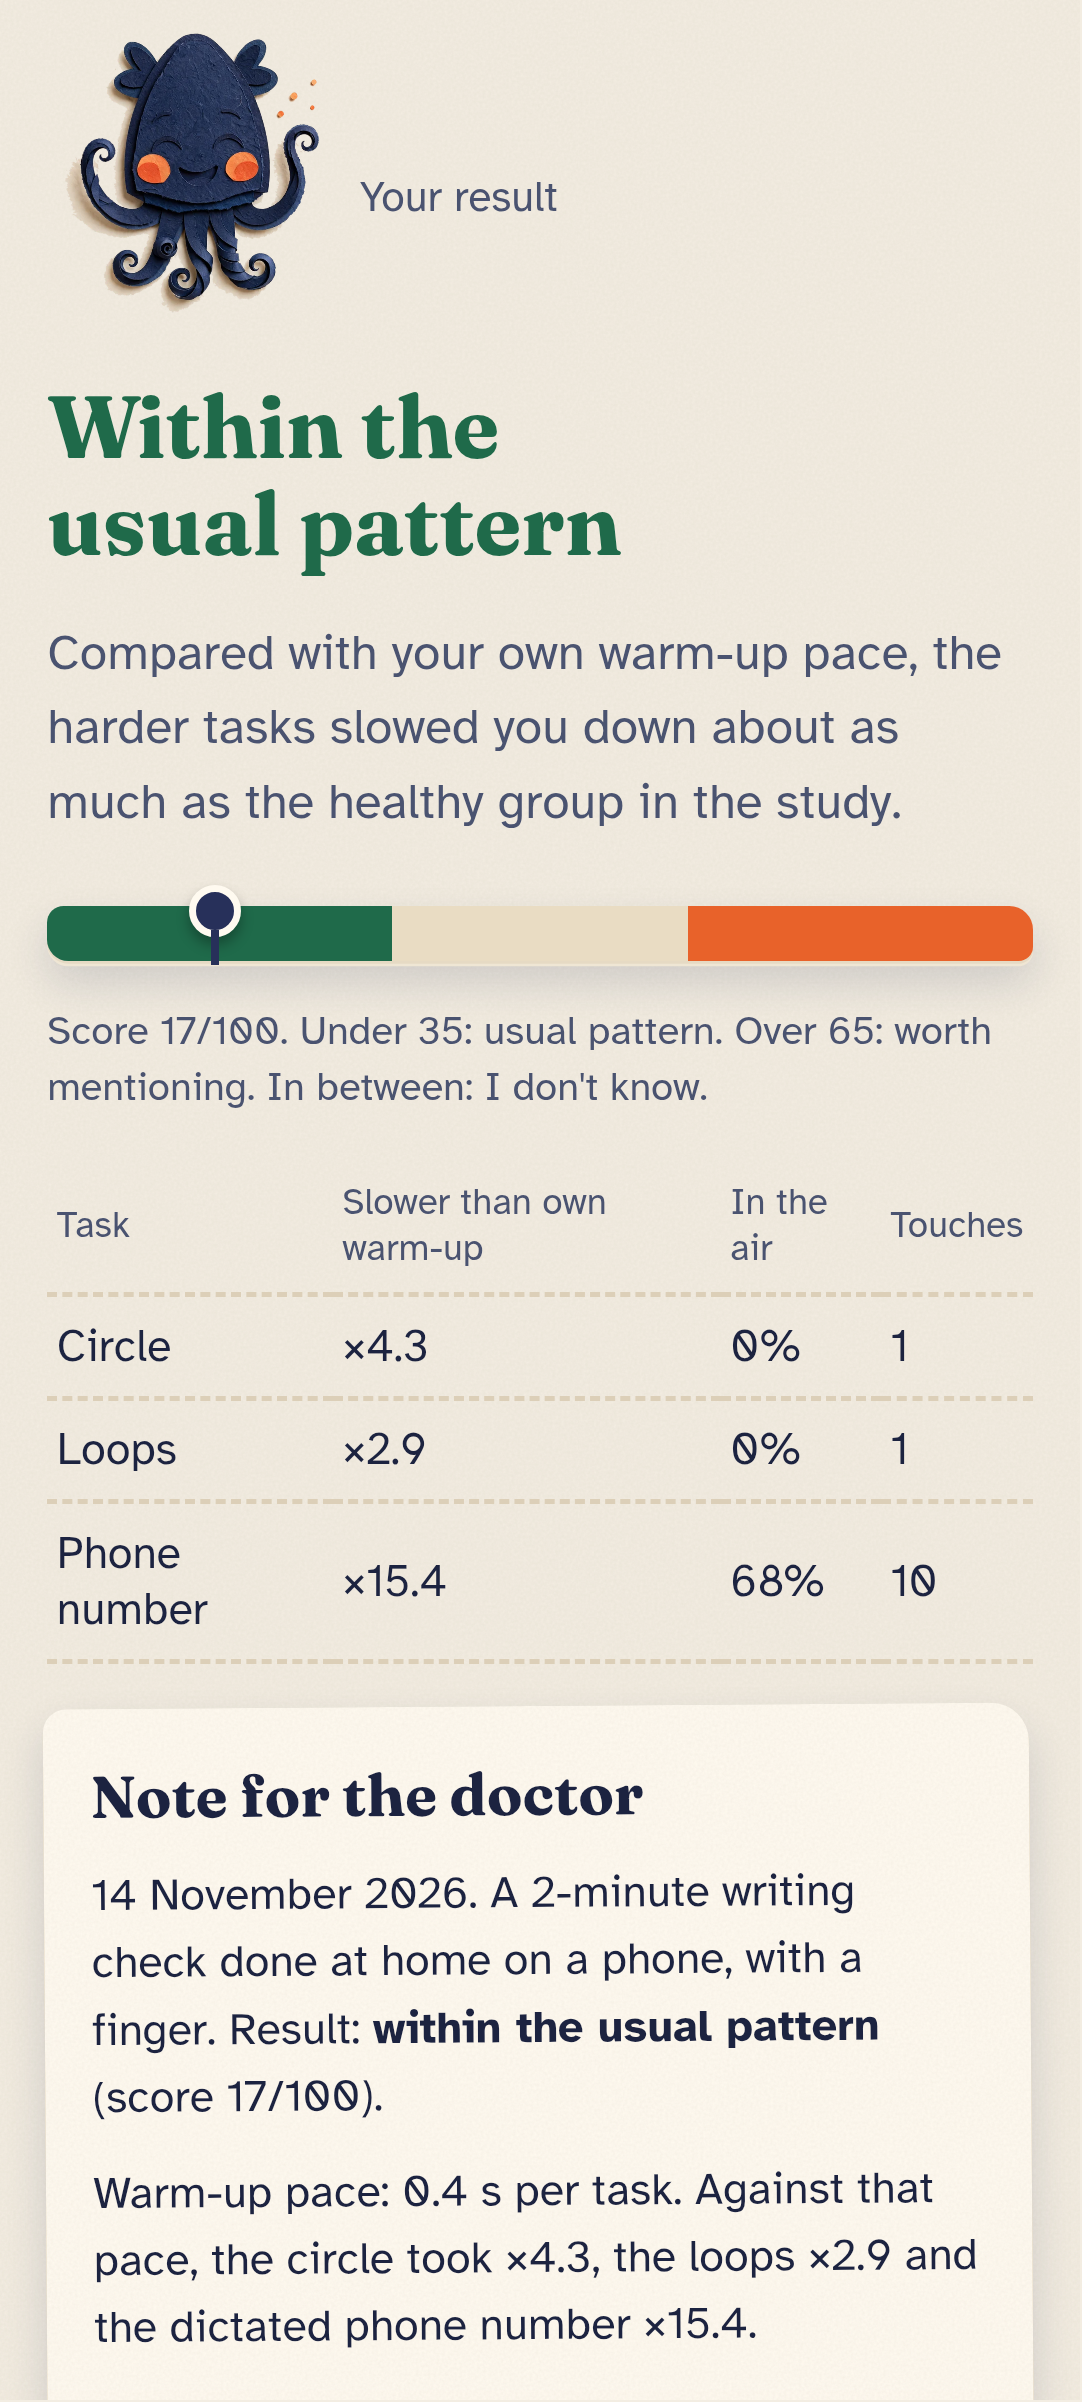 Your result
Within the
usual pattern
Compared with your own warm-up pace, the
harder tasks slowed you down about as
much as the healthy group in the study.
Score 17/100. Under 35: usual pattern. Over 65: worth
mentioning. In between: I don't know.
Task Slower than own warm-up In the air Touches
Circle ×4.3 0% 1
Loops ×2.9 0% 1
Phone number ×15.4 68% 10
Note for the doctor
14 November 2026. A 2-minute writing
check done at home on a phone, with a
finger. Result: within the usual pattern
(score 17/100).
Warm-up pace: 0.4 s per task. Against that
pace, the circle took ×4.3, the loops ×2.9 and
the dictated phone number ×15.4.